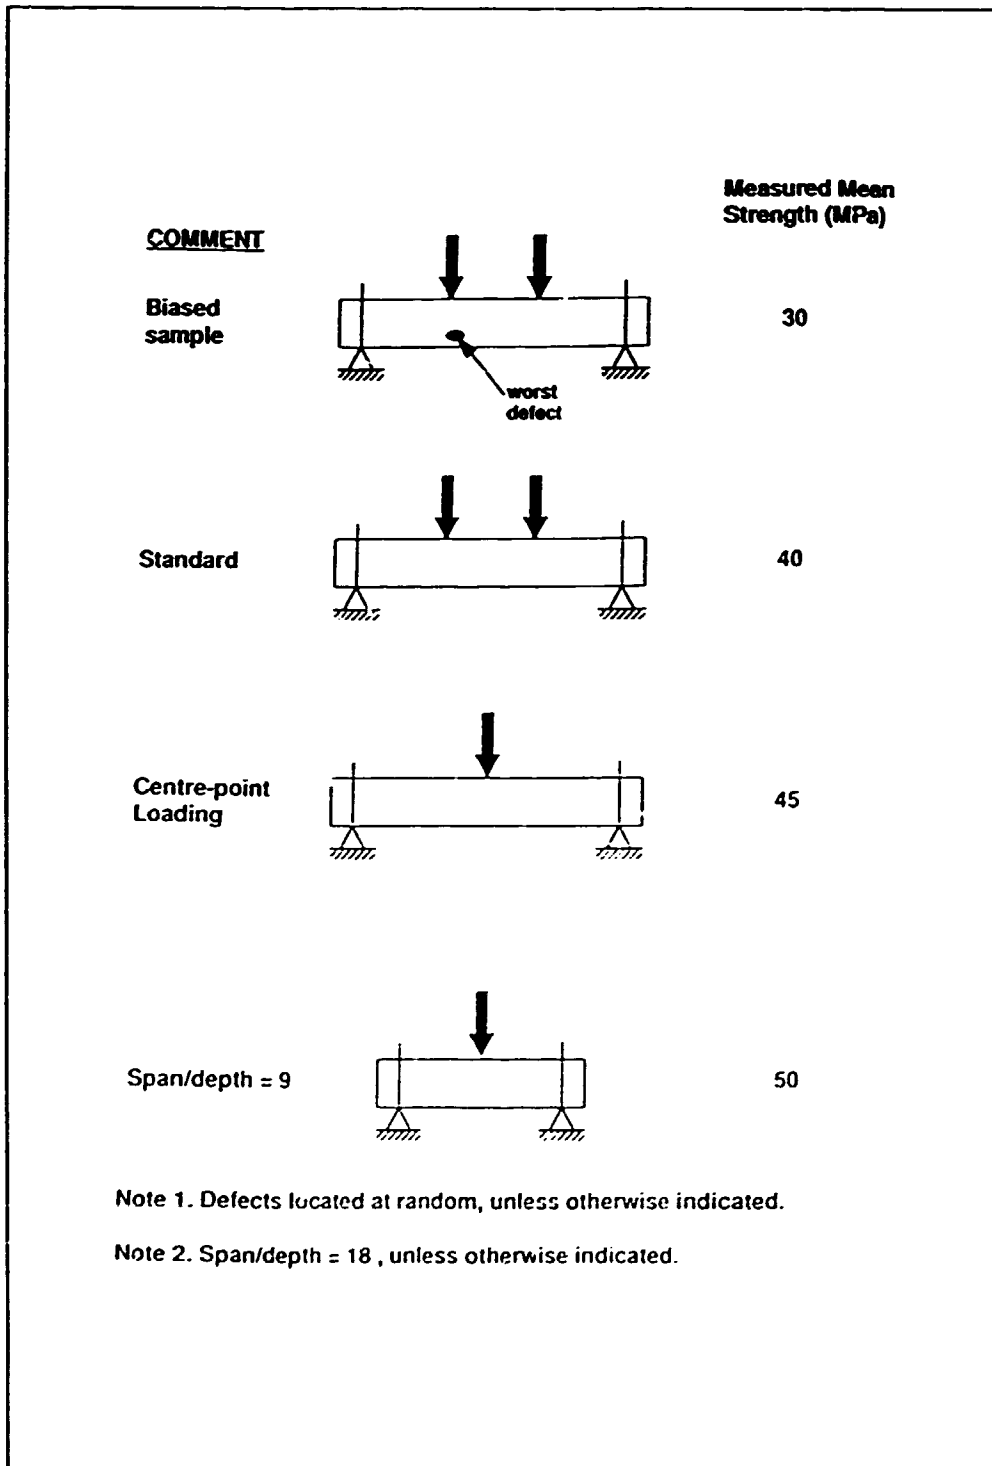 Measured Mean
Strength (MPa)
COMMENT
Biased
sample
30
worst
defect
Standard
40
Centre-point
Loading
45
Span/depth = 9
50
Note 1. Defects located at random, unless otherwise indicated.
Note 2. Span/depth = 18 , unless otherwise indicated.